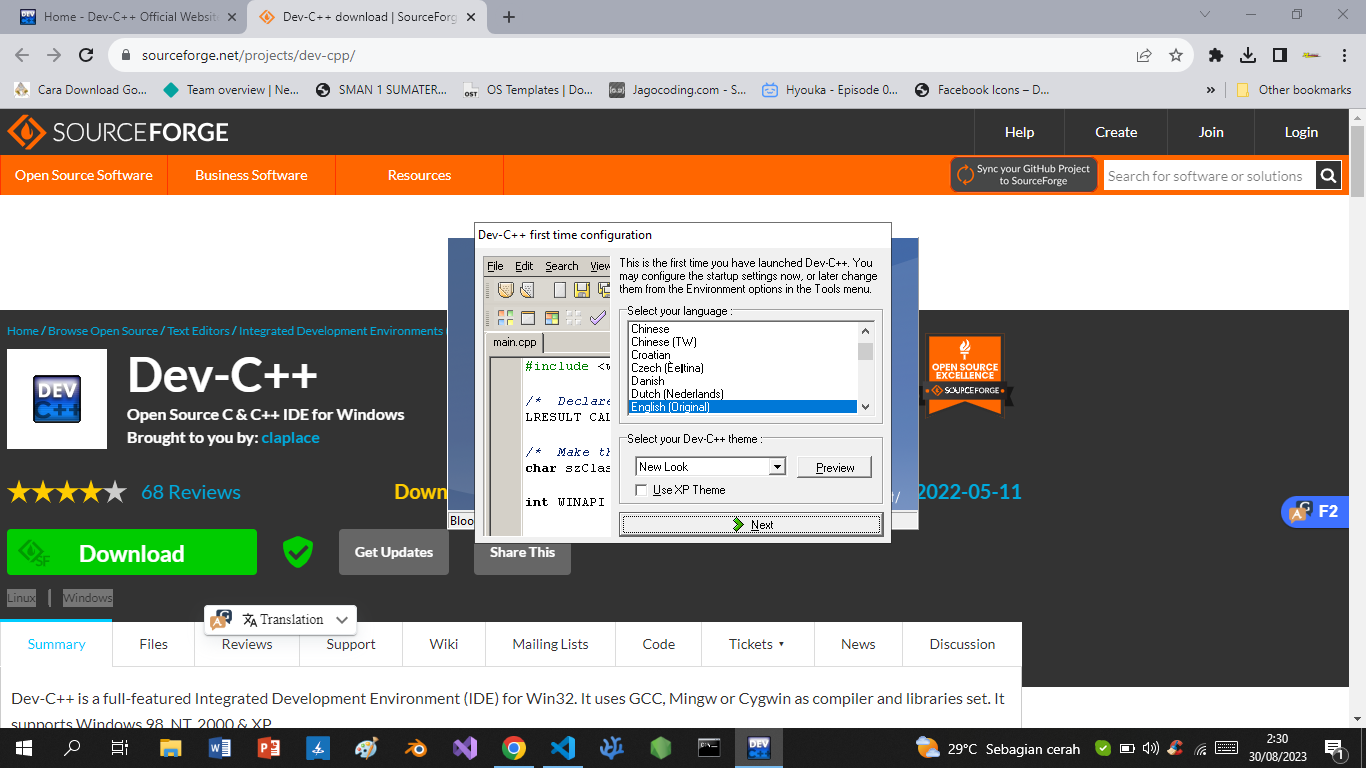 Home - Dev-C++ Official Website
Dev-C++ download | SourceForg
sourceforge.net/projects/dev-cpp/
Cara Download Go...
Team overview | Ne...
SMAN 1 SUMATER...
OS Templates | Do...
Jagocoding.com - S...
Hyouka - Episode 0...
Facebook Icons – D...
»
Other bookmarks
SOURCEFORGE
Help
Create
Join
Login
Open Source Software
Business Software
Resources
Sync your GitHub Project
to SourceForge
Search for software or solutions
Home / Browse Open Source / Text Editors / Integrated Development Environments
DEV
C++
Dev-C++
Open Source C & C++ IDE for Windows
Brought to you by: claplace
OPEN SOURCE
EXCELLENCE
SOURCEFORGE
68 Reviews
Down
2022-05-11
Download
SF
Get Updates
Share This
Linux | Windows
F2
Translation
Summary
Files
Reviews
Support
Wiki
Mailing Lists
Code
Tickets
News
Discussion
Dev-C++ is a full-featured Integrated Development Environment (IDE) for Win32. It uses GCC, Mingw or Cygwin as compiler and libraries set. It
supports Windows 98, NT, 2000 & XP.
Dev-C++ first time configuration
File Edit Search View
main.cpp
#include <w
/* Declare
LRESULT CAL
/* Make th
char szClas
int WINAPI
This is the first time you have launched Dev-C++. You
may configure the startup settings now, or later change
them from the Environment options in the Tools menu.
Select your language :
Chinese
Chinese (TW)
Croatian
Czech (Èeština)
Danish
Dutch (Nederlands)
English (Original)
Select your Dev-C++ theme :
New Look
Preview
Use XP Theme
Next
Bloo
29°C Sebagian cerah
2:30
30/08/2023
1